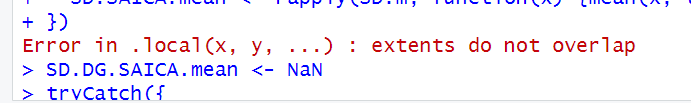 + SD.SAICA.mean <- rapply(SD.m, function(x) {mean(x,
+ })
Error in .local(x, y, ...) : extents do not overlap
> SD.DG.SAICA.mean <- NaN
> tryCatch({